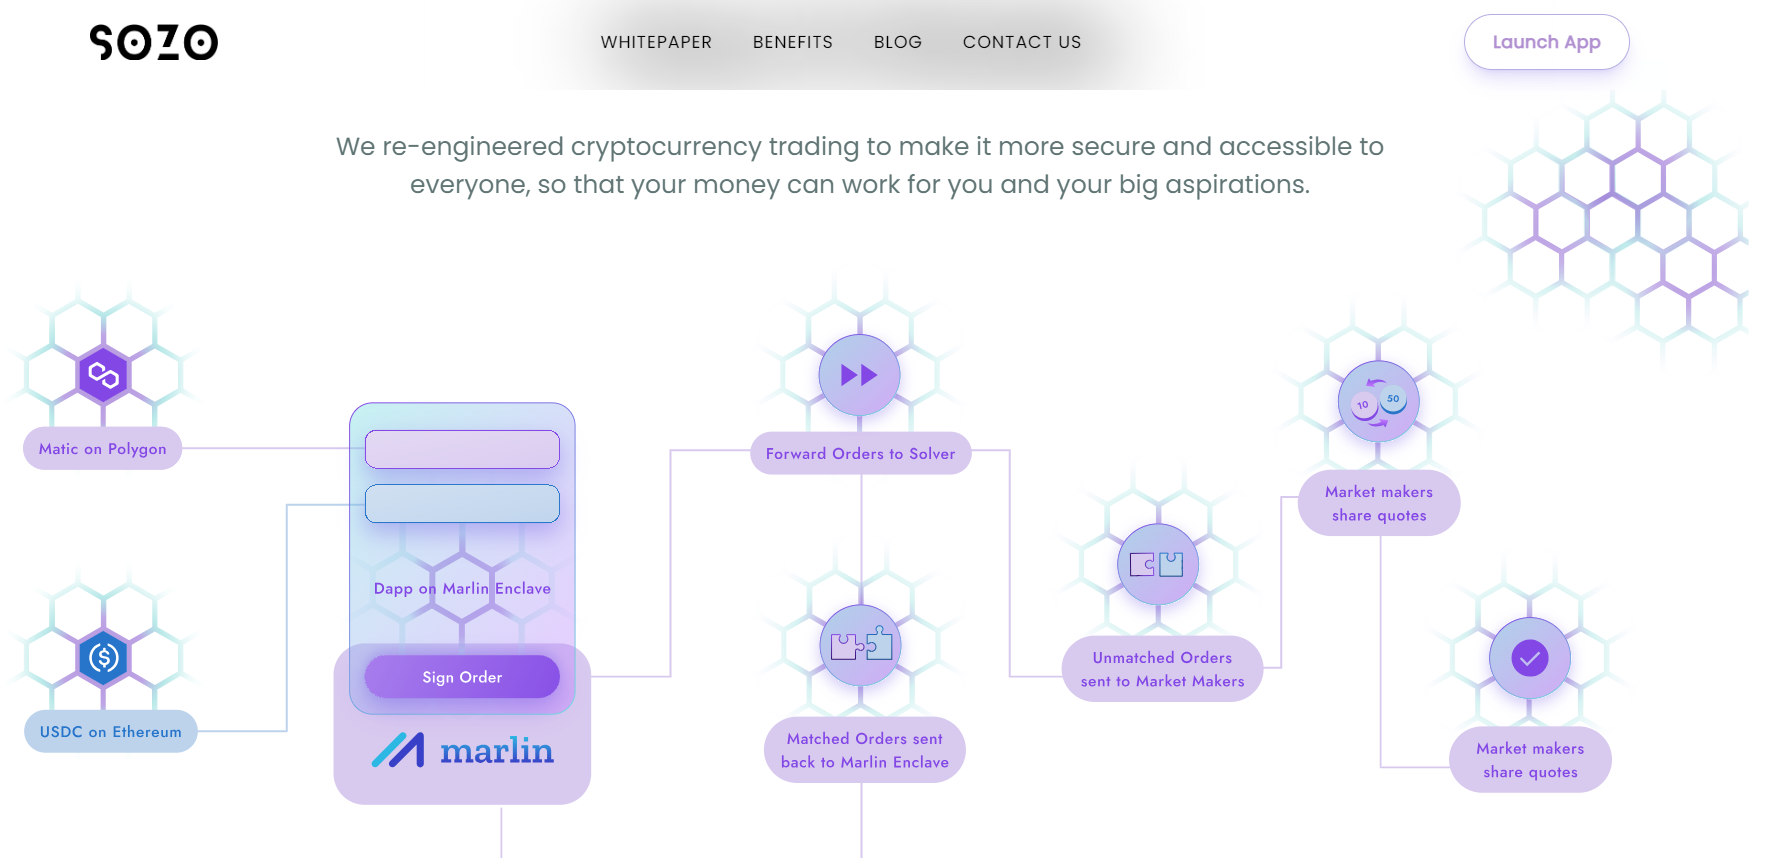 SOZO
WHITEPAPER
BENEFITS
BLOG
CONTACT US
Launch App
We re-engineered cryptocurrency trading to make it more secure and accessible to
everyone, so that your money can work for you and your big aspirations.
Matic on Polygon
USDC on Ethereum
Dapp on Marlin Enclave
Sign Order
marlin
Forward Orders to Solver
Matched Orders sent
back to Marlin Enclave
Unmatched Orders
sent to Market Makers
10
50
Market makers
share quotes
Market makers
share quotes